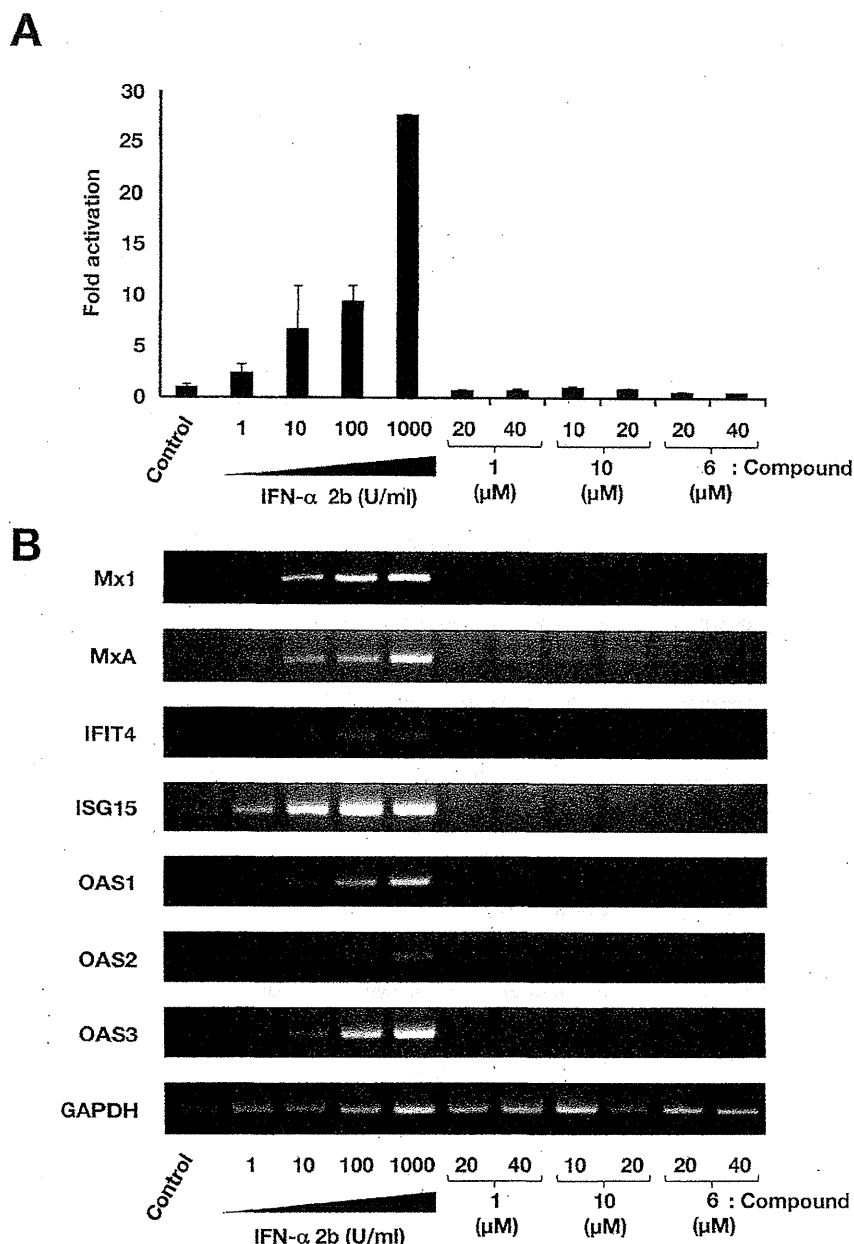 A
30
25
20
15
10
5
0
Fold activation
Control 1 10 100 1000 20 40 10 20 20 40
1 10 6 : Compound
IFN-α 2b (U/ml) (µM) (µM) (µM)
B
Mx1
MxA
IFIT4
ISG15
OAS1
OAS2
OAS3
GAPDH
Control 1 10 100 1000 20 40 10 20 20 40
1 10 6 : Compound
IFN-α 2b (U/ml) (µM) (µM) (µM)